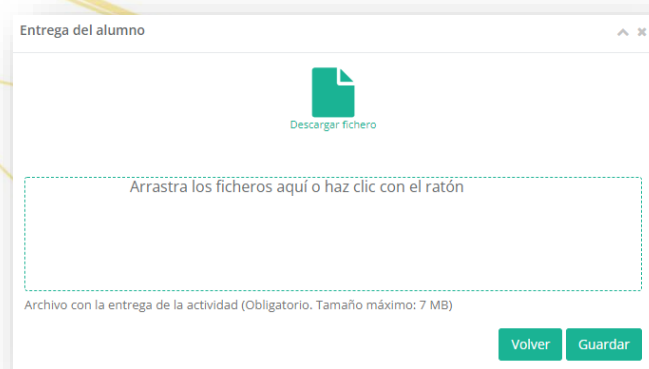 Entrega del alumno
Descargar fichero
Arrastra los ficheros aquí o haz clic con el ratón
Archivo con la entrega de la actividad (Obligatorio. Tamaño máximo: 7 MB)
Volver Guardar